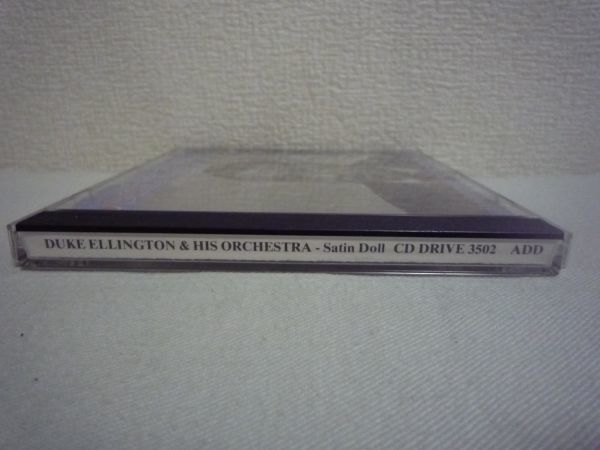 DUKE ELLINGTON & HIS ORCHESTRA - Satin Doll CD DRIVE 3502 ADD